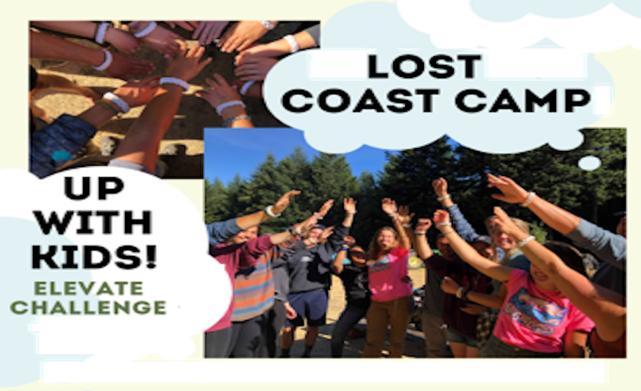 LOST
COAST CAMP
UP
WITH
KIDS!
ELEVATE
CHALLENGE